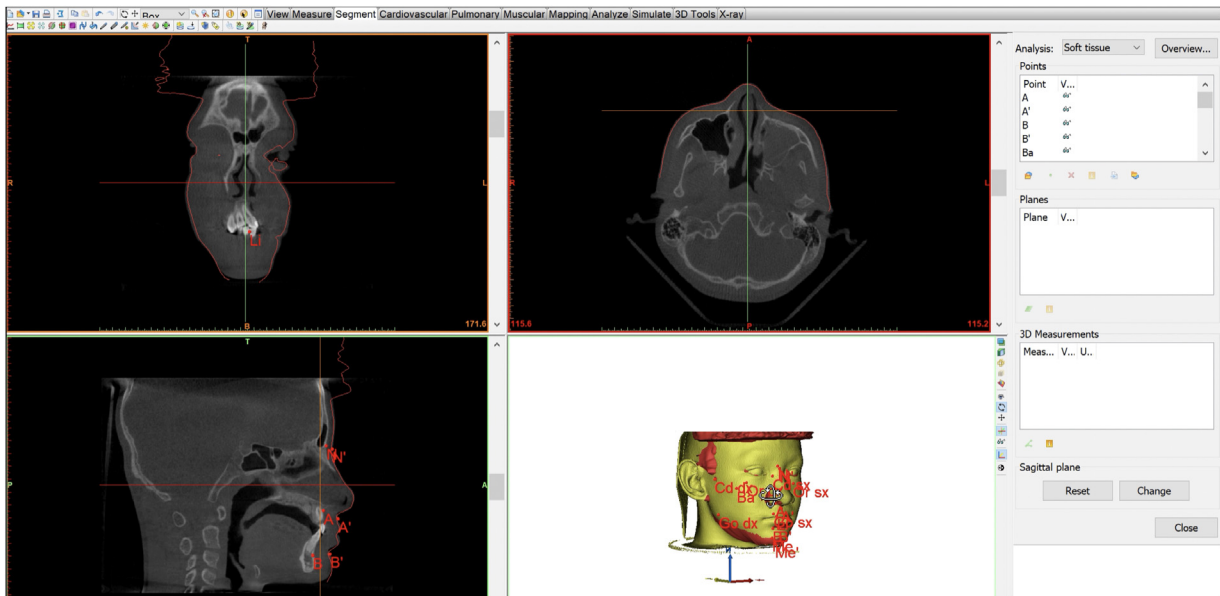 Box View Measure Segment Cardiovascular Pulmonary Muscular Mapping Analyze Simulate 3D Tools X-ray
T
R
L
Li
B
171.6
A
R
L
P
115.6
115.2
T
P
A
N'
A
A'
B
B'
Cd dx
Ba
Or sx
Go dx
Me'
Analysis: Soft tissue Overview...
Points
Point V...
A
A'
B
B'
Ba
Planes
Plane V...
3D Measurements
Meas... V... U..
Sagittal plane
Reset Change
Close